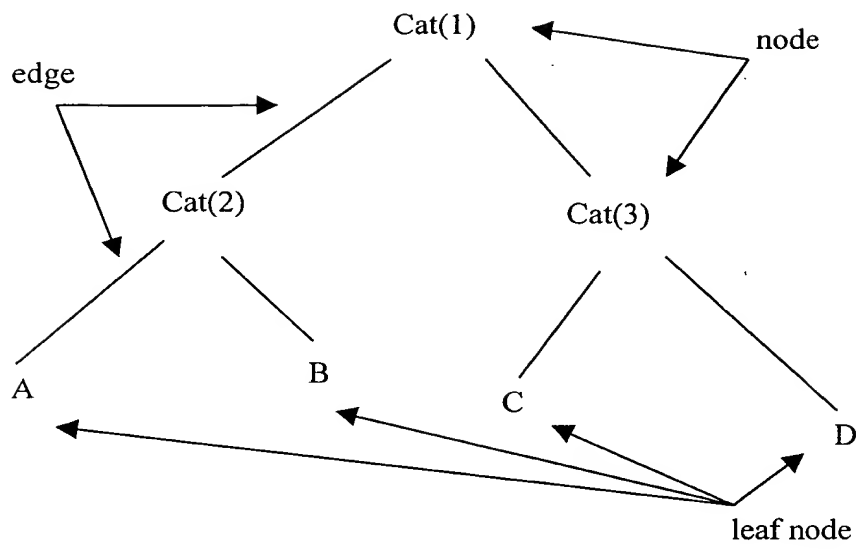 Cat(1)
node
edge
Cat(2)
Cat(3)
A
B
C
D
leaf node